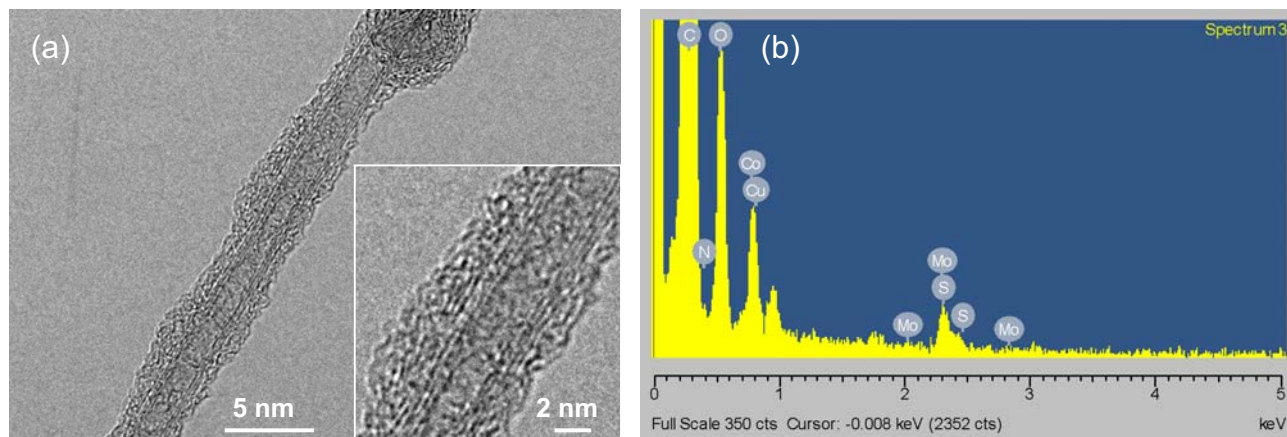 (a)
5 nm
2 nm
(b)
Spectrum 3
C
O
Co
Cu
N
Mo
S
S
Mo
Mo
0 1 2 3 4 5
Full Scale 350 cts Cursor: -0.008 keV (2352 cts)
keV